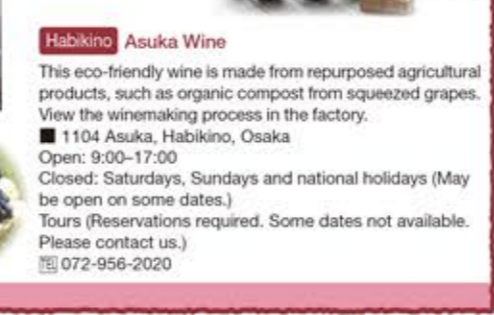 Habikino Asuka Wine
This eco-friendly wine is made from repurposed agricultural
products, such as organic compost from squeezed grapes.
View the winemaking process in the factory.
■ 1104 Asuka, Habikino, Osaka
Open: 9:00–17:00
Closed: Saturdays, Sundays and national holidays (May
be open on some dates.)
Tours (Reservations required. Some dates not available.
Please contact us.)
TEL 072-956-2020